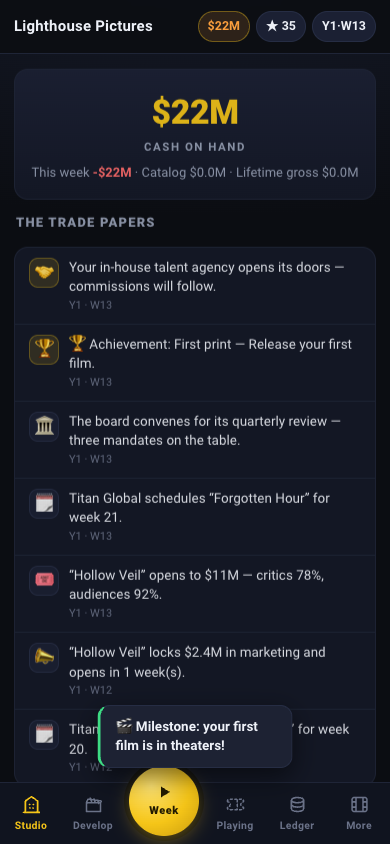 Lighthouse Pictures
$22M
★ 35
Y1·W13
$22M
CASH ON HAND
This week -$22M · Catalog $0.0M · Lifetime gross $0.0M
THE TRADE PAPERS
Your in-house talent agency opens its doors —
commissions will follow.
Y1 · W13
🏆 Achievement: First print — Release your first
film.
Y1 · W13
The board convenes for its quarterly review —
three mandates on the table.
Y1 · W13
Titan Global schedules “Forgotten Hour” for
week 21.
Y1 · W13
“Hollow Veil” opens to $11M — critics 78%,
audiences 92%.
Y1 · W13
“Hollow Veil” locks $2.4M in marketing and
opens in 1 week(s).
Y1 · W12
Titan
” for week
20.
Y1 · W12
🎬 Milestone: your first
film is in theaters!
Studio
Develop
Week
Playing
Ledger
More